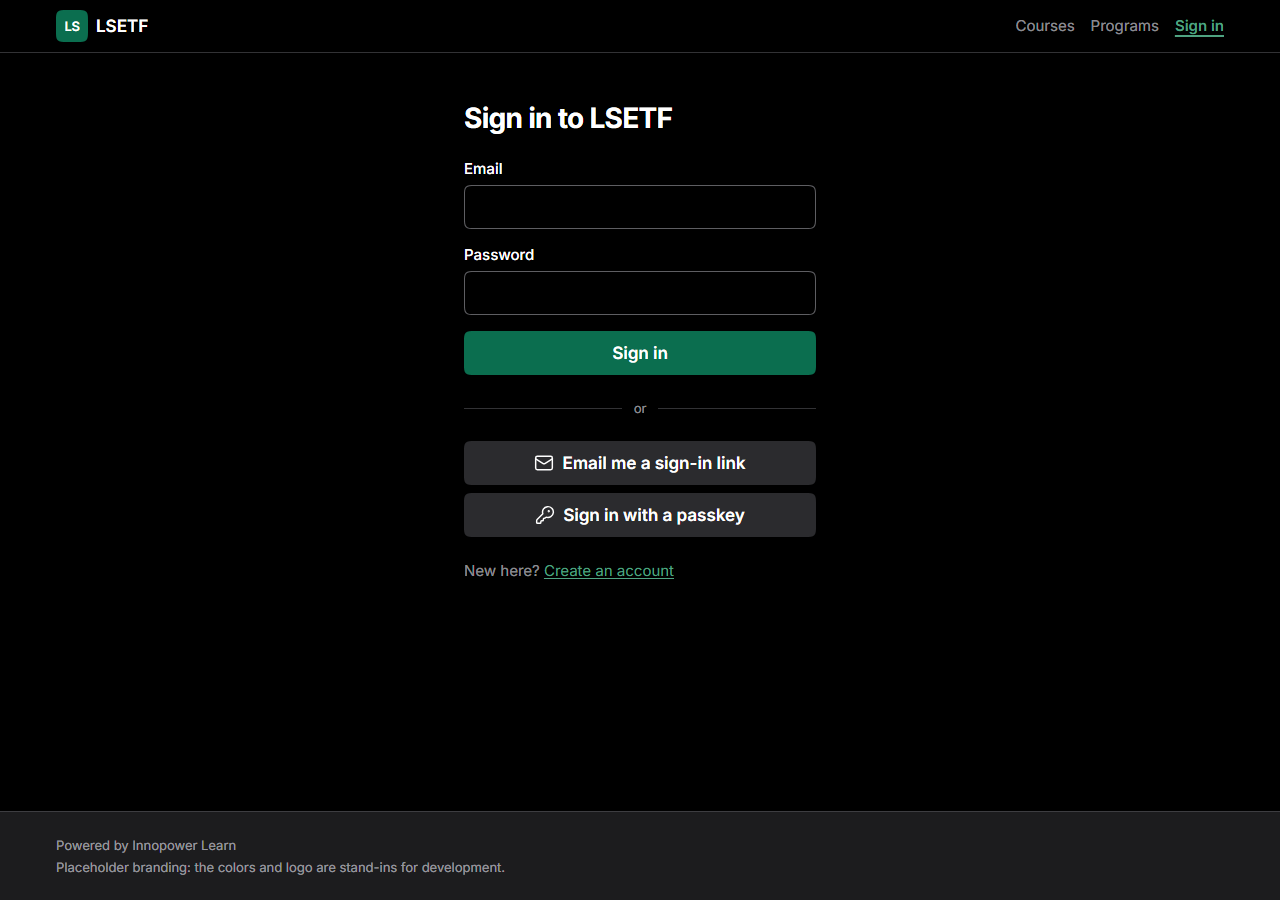 LS LSETF
Courses Programs Sign in
Sign in to LSETF
Email
Password
Sign in
or
Email me a sign-in link
Sign in with a passkey
New here? Create an account
Powered by Innopower Learn
Placeholder branding: the colors and logo are stand-ins for development.